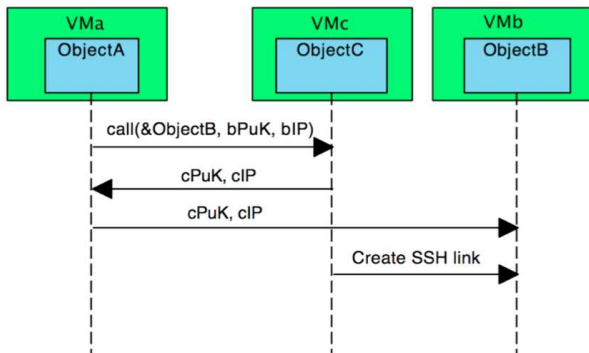 VMa
VMc
VMb
ObjectA
ObjectC
ObjectB
call(&ObjectB, bPuK, bIP)
cPuK, cIP
cPuK, cIP
Create SSH link